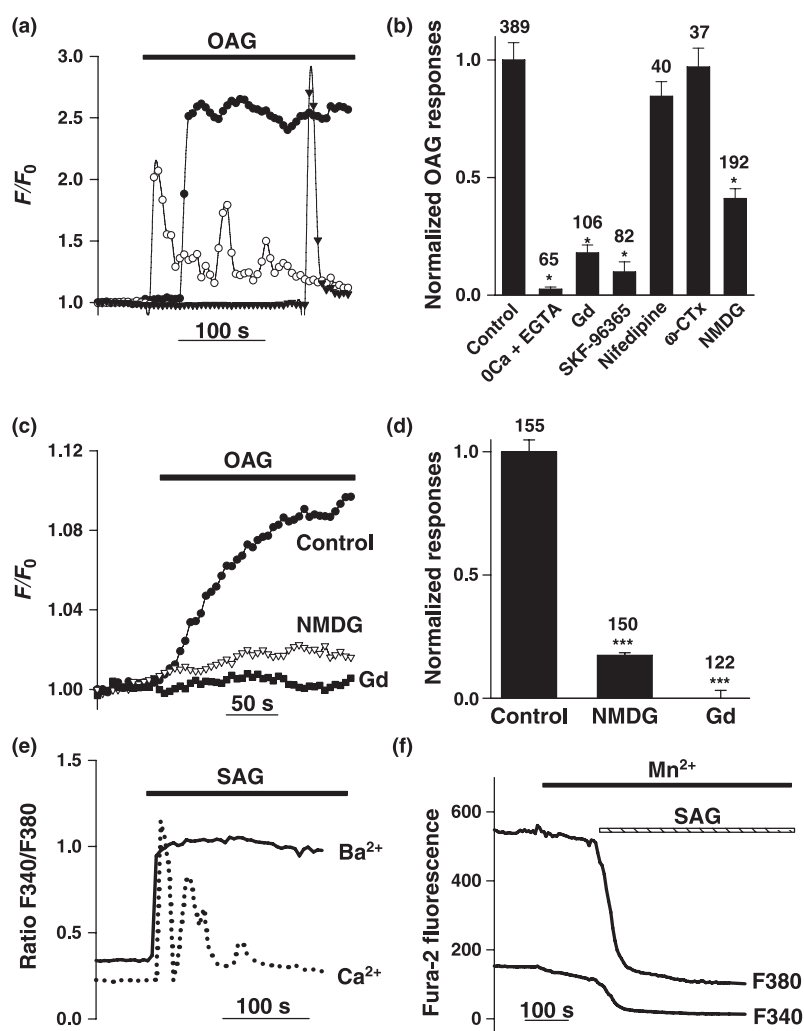 (a)
OAG
3.0
2.5
2.0
1.5
1.0
F/F0
100 s
(b)
Normalized OAG responses
1.0
0.5
0.0
389
65
*
106
*
82
*
40
37
192
*
Control
0Ca + EGTA
Gd
SKF-96365
Nifedipine
ω-CTx
NMDG
(c)
OAG
1.12
1.08
1.04
1.00
F/F0
Control
NMDG
Gd
50 s
(d)
Normalized responses
1.0
0.5
0.0
155
150
***
122
***
Control
NMDG
Gd
(e)
SAG
1.5
1.0
0.5
0.0
Ratio F340/F380
Ba2+
Ca2+
100 s
(f)
Mn2+
SAG
600
400
200
0
Fura-2 fluorescence
F380
F340
100 s